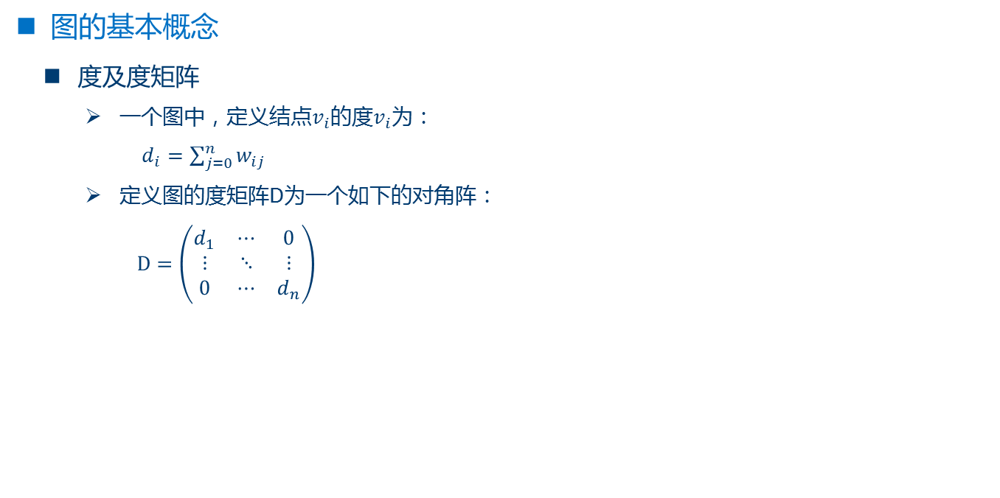 ■ 图的基本概念
■ 度及度矩阵
➢ 一个图中，定义结点$v_i$的度$v_i$为：
$d_i = \sum_{j=0}^{n} w_{ij}$
➢ 定义图的度矩阵D为一个如下的对角阵：
$\mathrm{D} = \begin{pmatrix} d_1 & \cdots & 0 \\ \vdots & \ddots & \vdots \\ 0 & \cdots & d_n \end{pmatrix}$